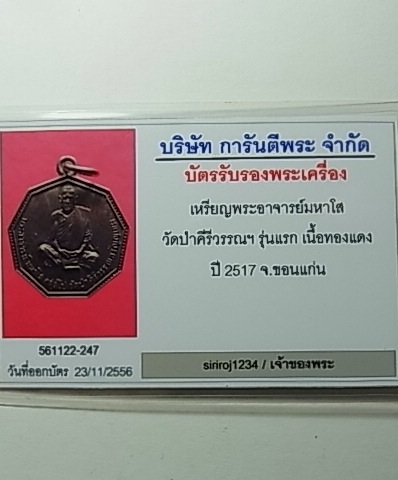 บริษัท การันตีพระ จำกัด
บัตรรับรองพระเครื่อง
เหรียญพระอาจารย์มหาโส
วัดป่าคีรีวรรณฯ รุ่นแรก เนื้อทองแดง
ปี 2517 จ.ขอนแก่น
561122-247
วันที่ออกบัตร 23/11/2556
siriroj1234 / เจ้าของพระ